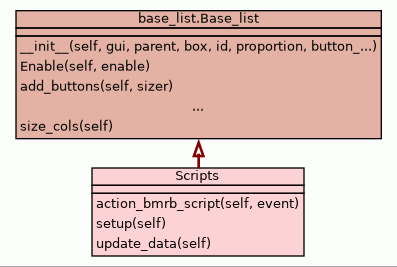 base_list.Base_list
__init__(self, gui, parent, box, id, proportion, button_...)
Enable(self, enable)
add_buttons(self, sizer)
...
size_cols(self)
Scripts
action_bmrb_script(self, event)
setup(self)
update_data(self)